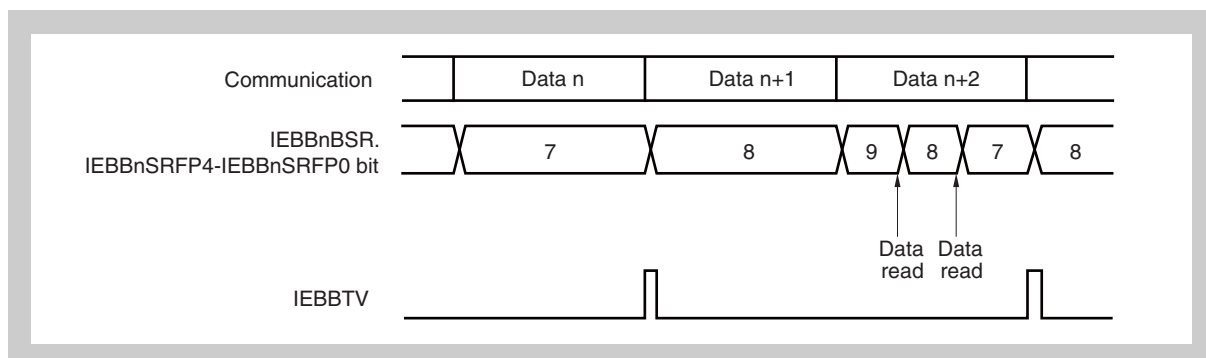 Communication
Data n
Data n+1
Data n+2
IEBBnBSR.
IEBBnSRFP4-IEBBnSRFP0 bit
7
8
9
8
7
8
Data
read
Data
read
IEBBTV